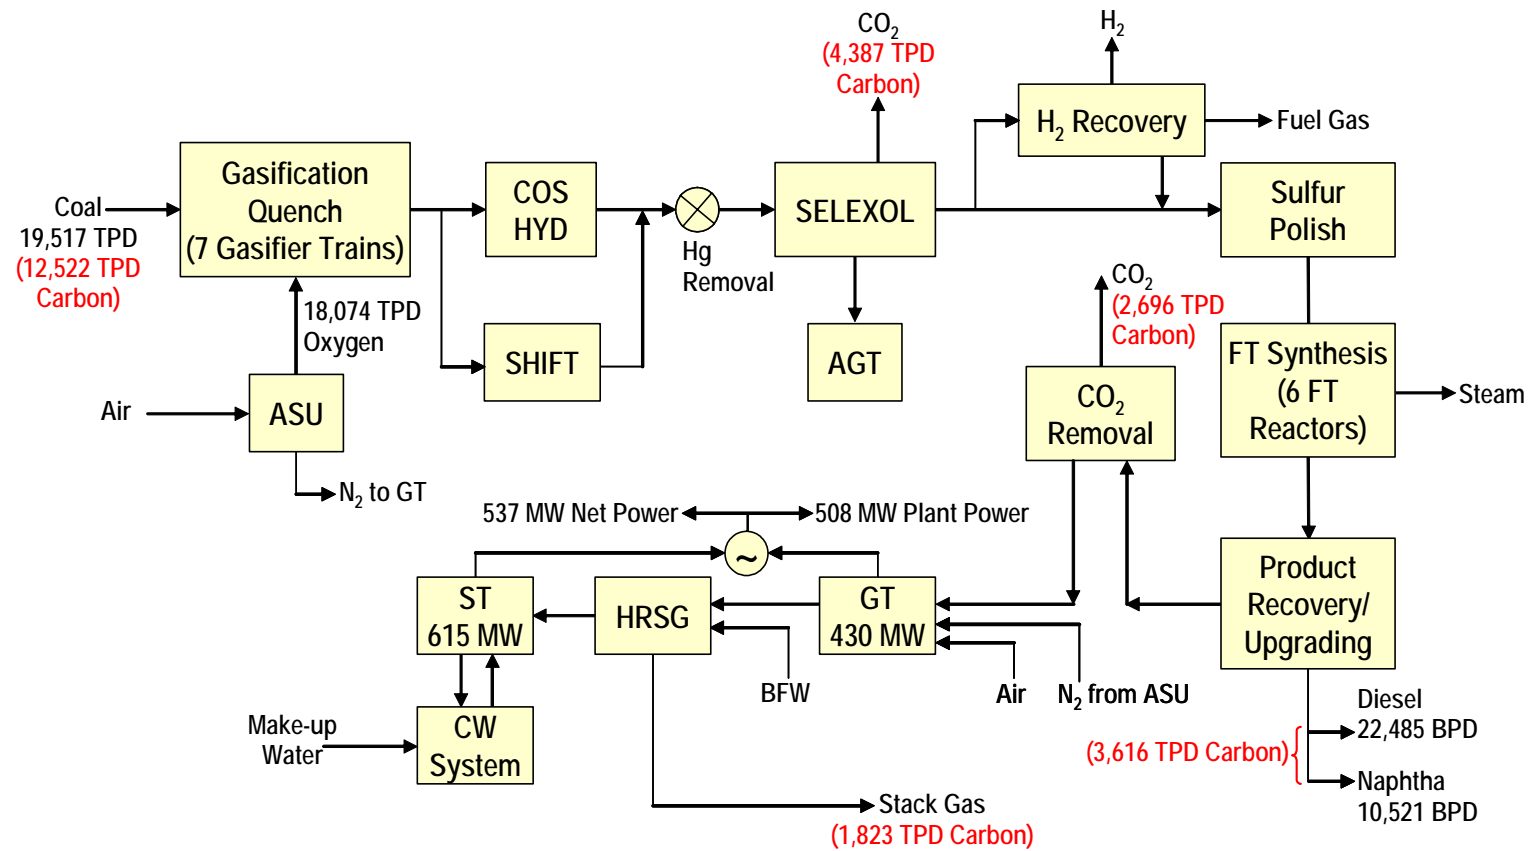 CO2
(4,387 TPD
Carbon)
H2
H2 Recovery
Fuel Gas
Gasification
Quench
(7 Gasifier Trains)
COS
HYD
SELEXOL
Sulfur
Polish
Coal
19,517 TPD
(12,522 TPD
Carbon)
Hg
Removal
CO2
(2,696 TPD
Carbon)
18,074 TPD
Oxygen
SHIFT
AGT
FT Synthesis
(6 FT
Reactors)
Steam
Air
ASU
CO2
Removal
N2 to GT
537 MW Net Power
508 MW Plant Power
~
ST
615 MW
HRSG
GT
430 MW
Product
Recovery/
Upgrading
BFW
Air
N2 from ASU
Make-up
Water
CW
System
Diesel
22,485 BPD
(3,616 TPD Carbon)
Naphtha
10,521 BPD
Stack Gas
(1,823 TPD Carbon)